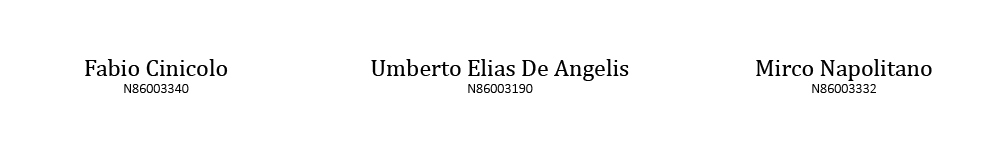 Fabio Cinicolo
N86003340
Umberto Elias De Angelis
N86003190
Mirco Napolitano
N86003332